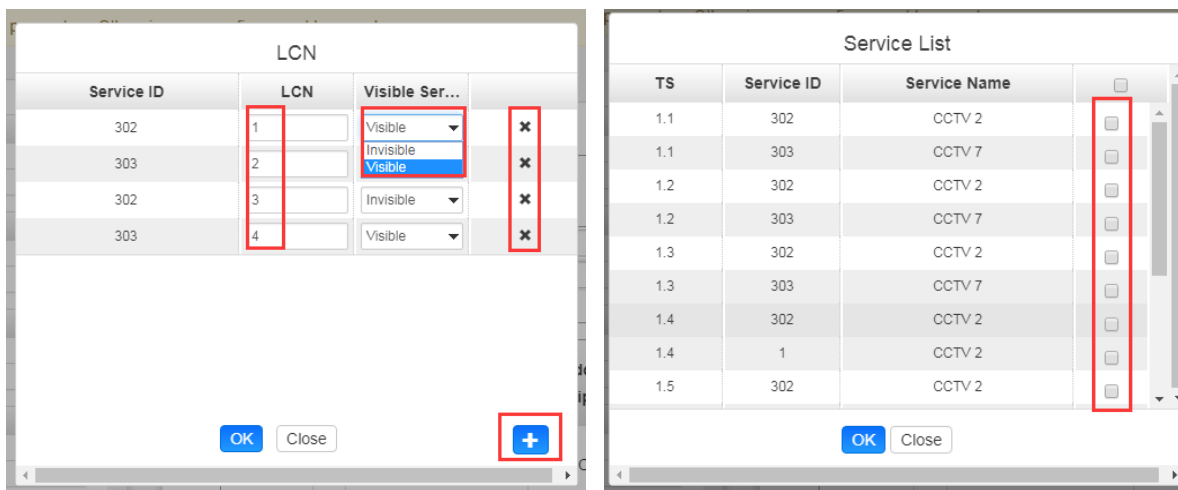 LCN
Service ID LCN Visible Ser...
302 1 Visible
Invisible
Visible
303 2
302 3 Invisible
303 4 Visible
OK Close
Service List
TS Service ID Service Name
1.1 302 CCTV 2
1.1 303 CCTV 7
1.2 302 CCTV 2
1.2 303 CCTV 7
1.3 302 CCTV 2
1.3 303 CCTV 7
1.4 302 CCTV 2
1.4 1 CCTV 2
1.5 302 CCTV 2
OK Close